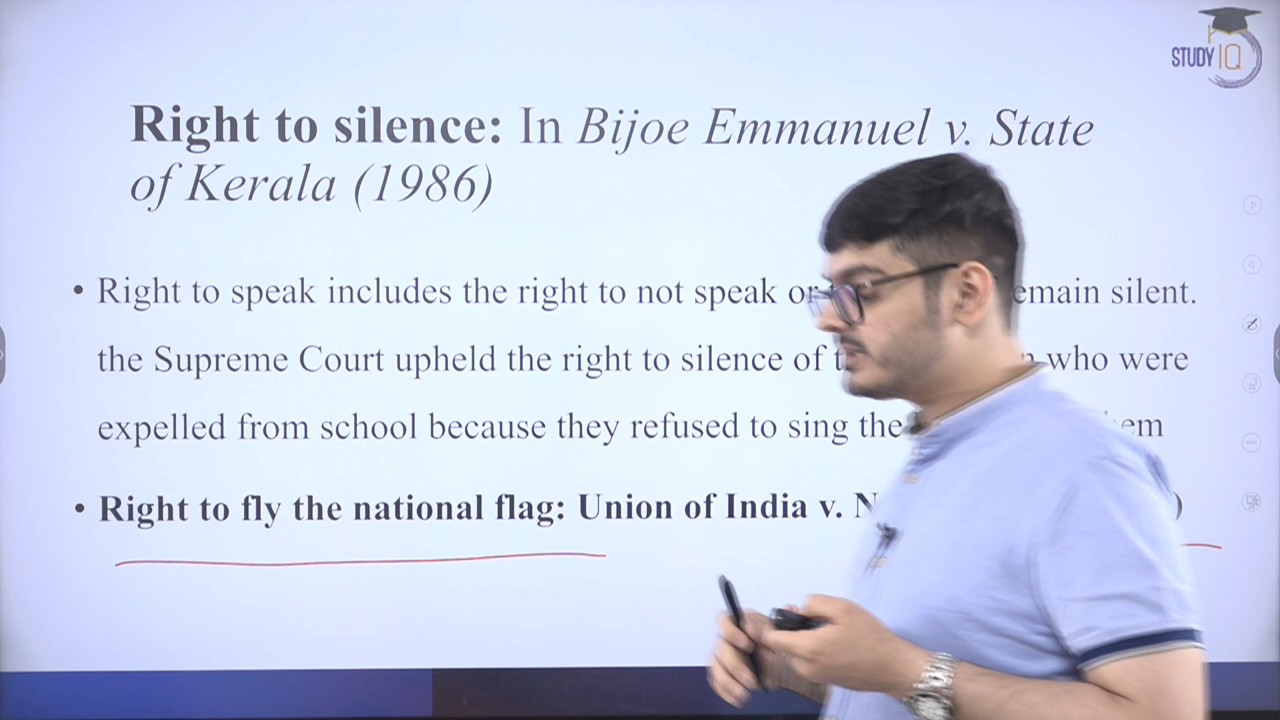 STUDY IQ
Right to silence: In Bijoe Emmanuel v. State
of Kerala (1986)
• Right to speak includes the right to not speak or emain silent.
the Supreme Court upheld the right to silence of who were
expelled from school because they refused to sing the
• Right to fly the national flag: Union of India v.